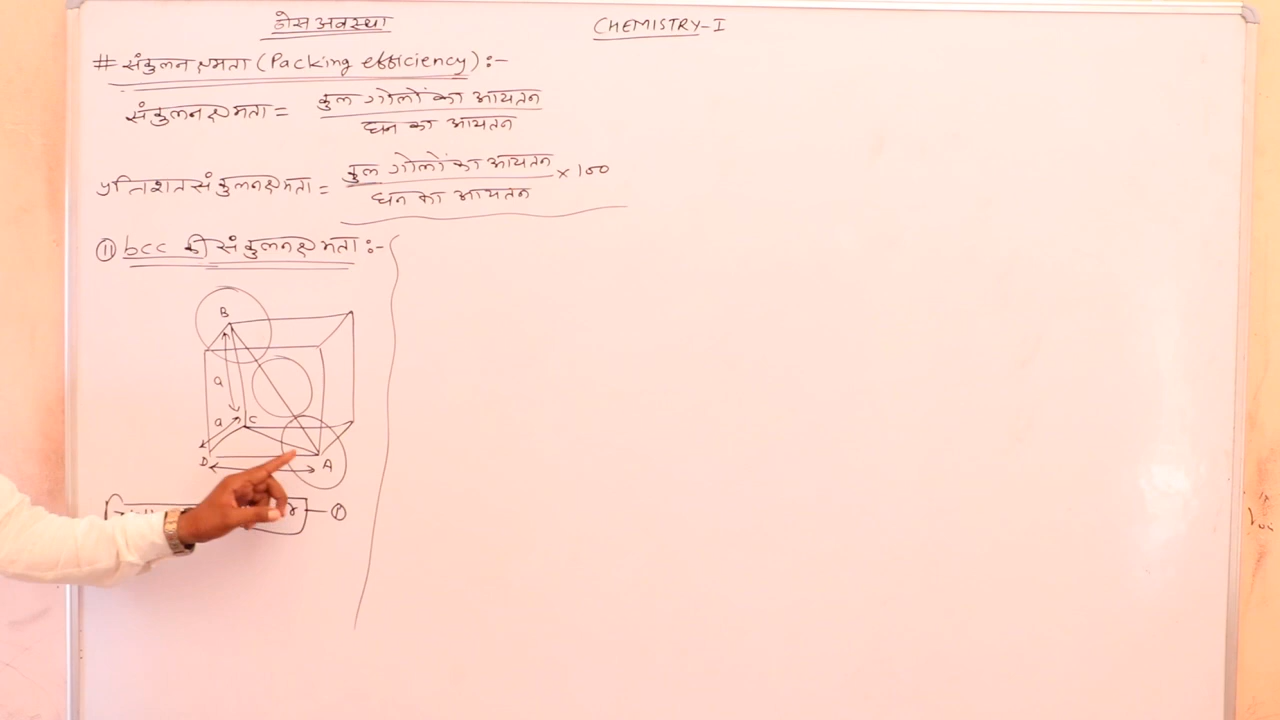 ठोस अवस्था
CHEMISTRY-I
# संकुलन क्षमता (Packing efficiency) :-
संकुलन क्षमता = कुल गोलों का आयतन
घन का आयतन
प्रतिशत संकुलन क्षमता = कुल गोलों का आयतन × 100
घन का आयतन
(II) bcc की संकुलन क्षमता :-
B
a
a
C
D
A
r — (1)